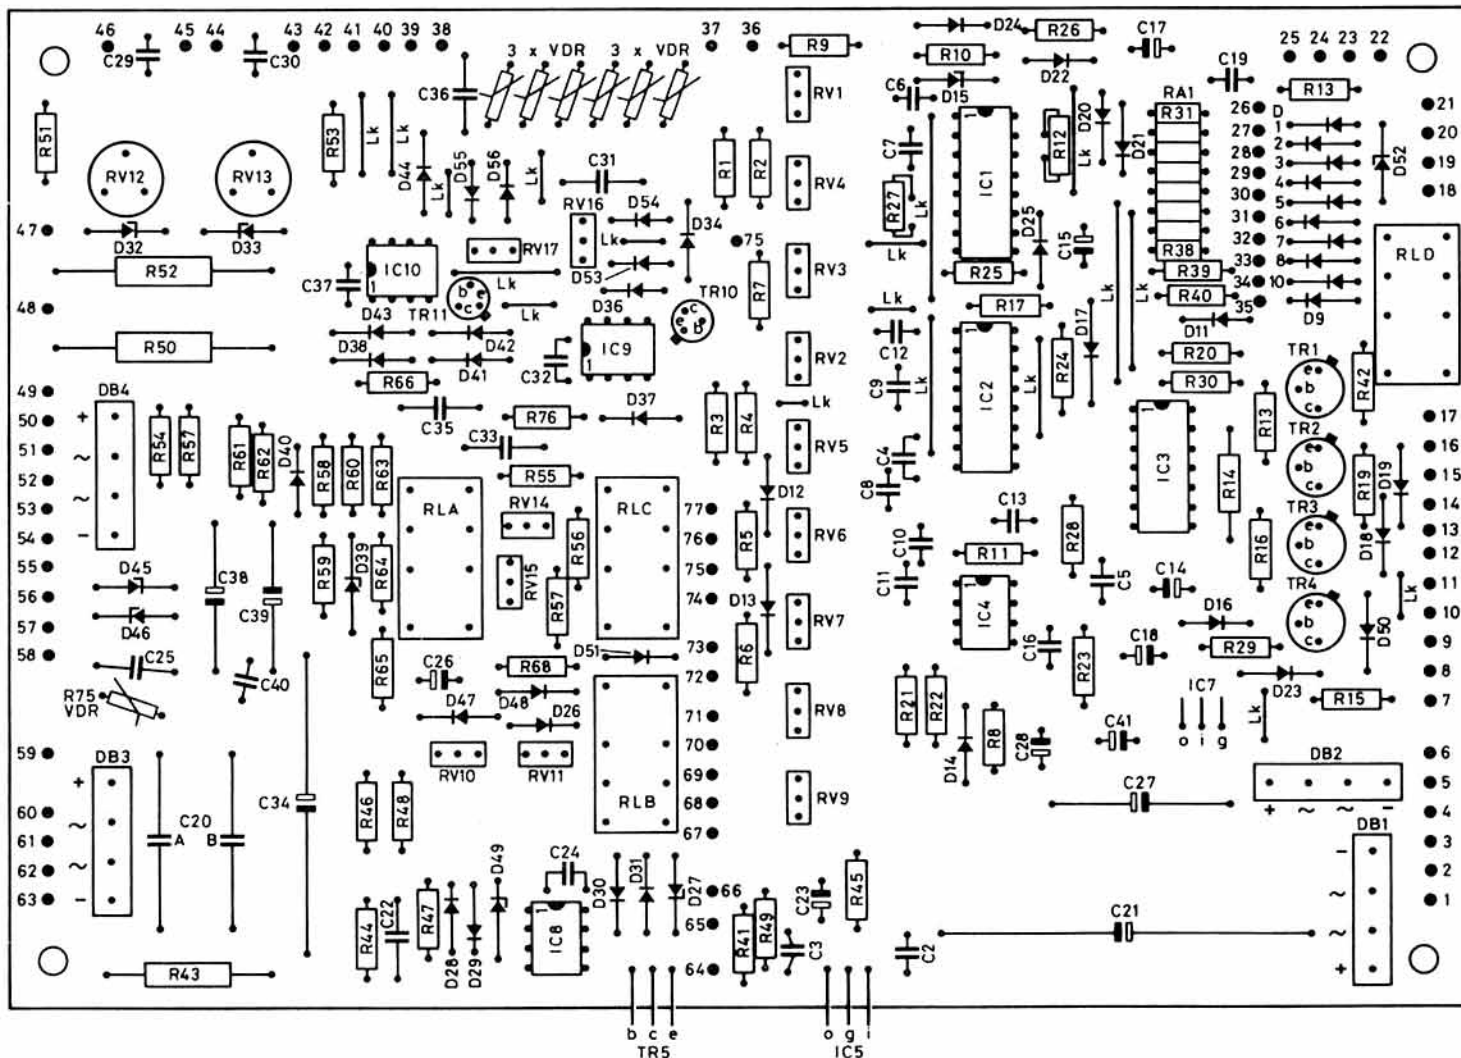 46 45 44 43 42 41 40 39 38 37 36 D24 R26 C17 25 24 23 22
C29 C30 3 x VDR 3 x VDR R9 R10 D22 C19
C36 RV1 C6 D15 RA1 R13
R51 R53 Lk Lk R31 26 D 21
R12 D20 D21 27 1 20
RV12 RV13 D44 D55 D56 Lk C31 R1 R2 C7 1 Lk 28 2 D52
Lk RV4 IC1 29 3 19
R27 Lk 30 4 18
RV16 D54 D34 D25 C15 31 5
47 D32 D33 RV17 Lk 75 R38 32 6
R52 IC10 D53 RV3 Lk R25 R39 33 7 RLD
C37 1 Lk R7 R17 Lk Lk R40 34 8
TR11 b e c Lk D36 TR10 c e b Lk 35 10
48 D43 D42 C12 1 D17 D11 D9
R50 D38 D41 C32 1 IC9 RV2 Lk IC2 Lk R24 R20 TR1 e b c R42
R66 C9 R30
49 DB4 C35 R76 D37 Lk 1 R13 17
50 + R54 R57 R61 R62 D40 R58 R60 R63 C33 R3 R4 RV5 C4 IC3 R14 TR2 e b c 16
51 ~ R55 D12 C8 R19 D19 15
52 ~ RLA RV14 RLC 77 C13 R28 14
53 - R56 76 R5 RV6 C10 R11 R16 TR3 e b c D18 13
54 R59 D39 R64 RV15 75 C11 12
55 D45 C38 C39 R57 74 D13 1 IC4 C5 C14 TR4 e b c Lk 11
56 D46 RV7 D16 D50 10
57 R65 D51 73 R6 C16 R23 C18 R29 9
58 C25 C40 C26 R68 72 R21 R22 D23 8
R75 VDR D47 D48 D26 71 RV8 R8 IC7 Lk R15 7
RV10 RV11 70 D14 C28 C41 o i g
59 DB3 69 DB2 6
+ C34 RLB RV9 C27 + ~ ~ - 5
60 ~ C20 R46 R48 68 4
61 ~ A B 67 DB1 3
62 - D49 C24 D30 D31 D27 - 2
63 R44 C22 R47 1 66 C23 R45 ~ 1
IC8 65 R41 R49 C21 ~
R43 D28 D29 64 C3 C2 +
b c e o g i
TR5 IC5